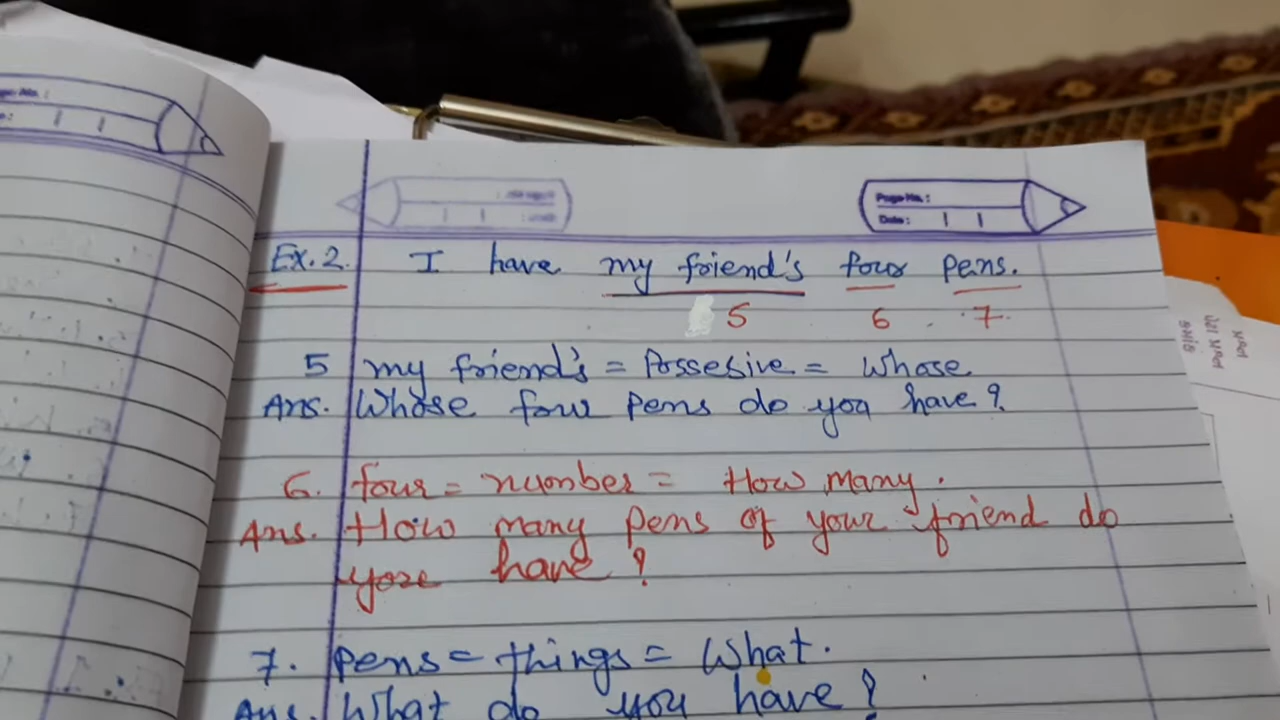 Page No. :
Date :
Ex.2. I have my friend's four pens.
5 6 7
5 my friend's = Possesive = Whose
Ans. Whose four pens do you have?
6. four = number = How many.
Ans. How many pens of your friend do
you have?
7. pens = things = What.
Ans. What do you have?